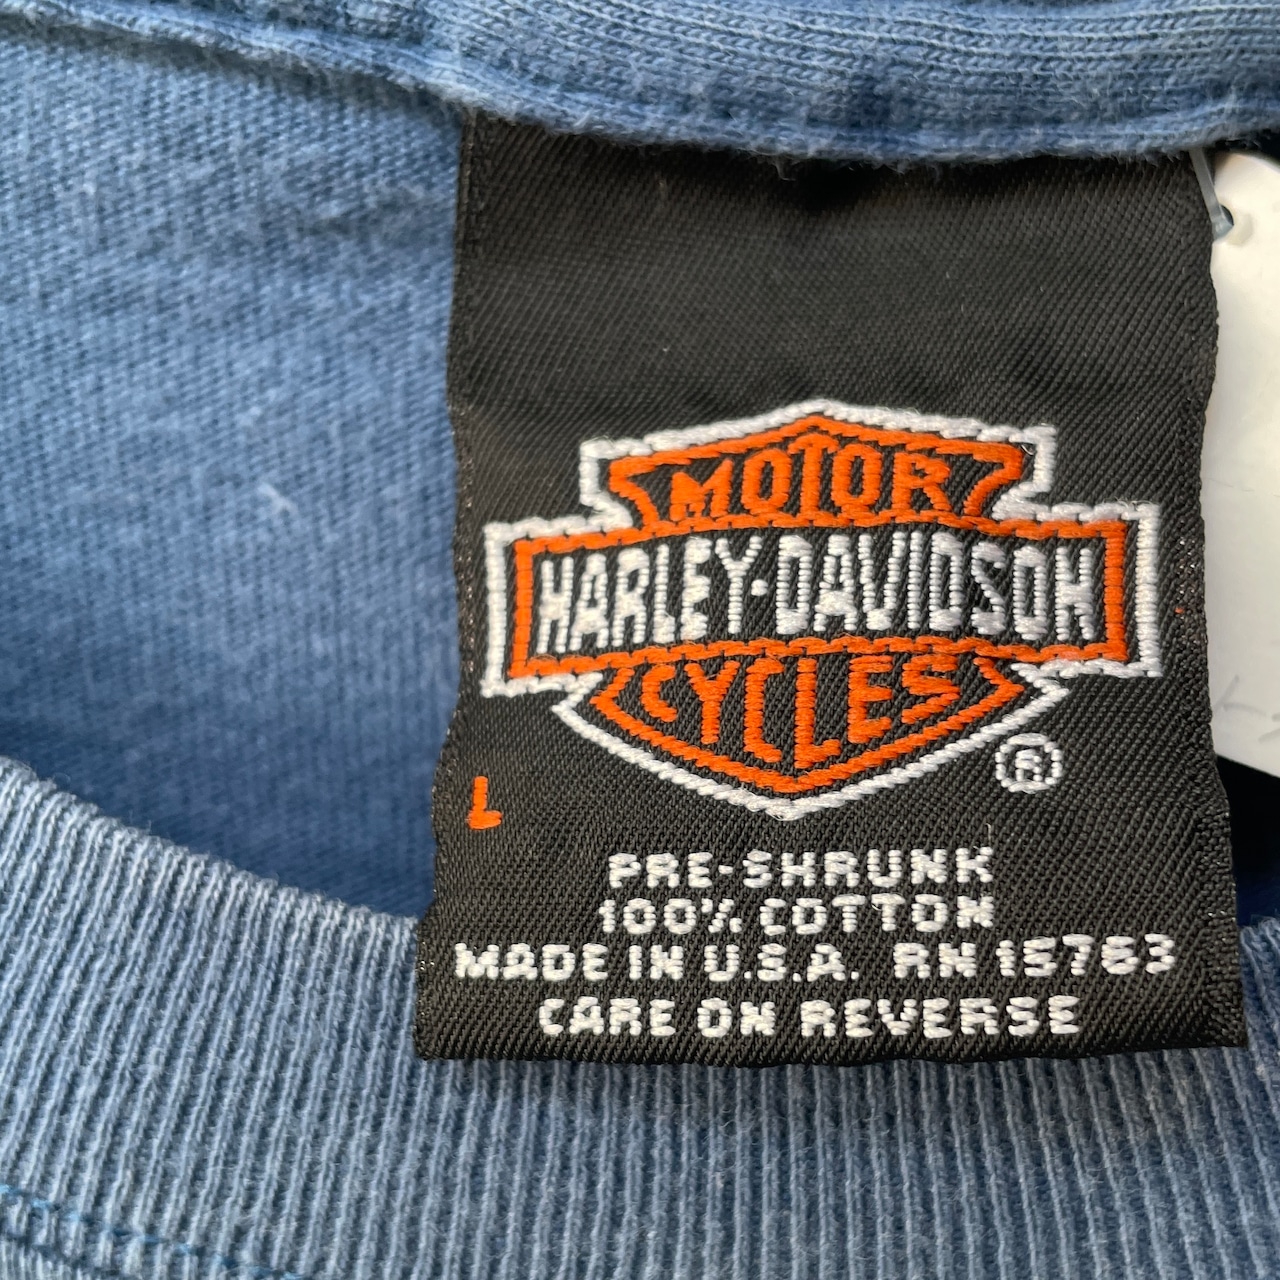 MOTOR
HARLEY-DAVIDSON
CYCLES
®
L
PRE-SHRUNK
100% COTTON
MADE IN U.S.A. RN 15763
CARE ON REVERSE